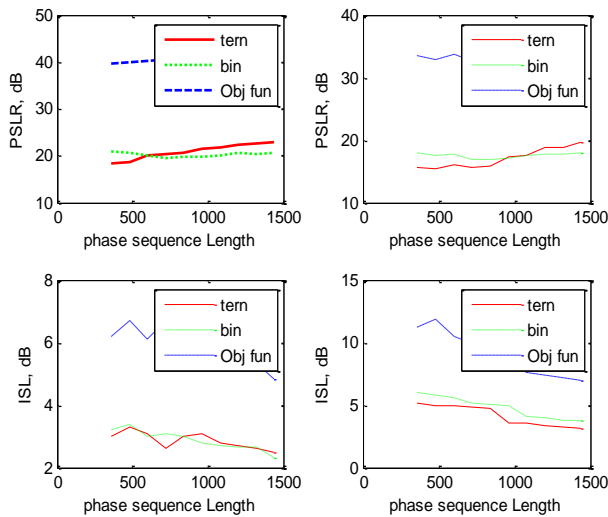 50
40
30
20
10
0
500
1000
1500
PSLR, dB
phase sequence Length
tern
bin
Obj fun
40
35
30
25
20
15
10
0
500
1000
1500
PSLR, dB
phase sequence Length
tern
bin
Obj fun
8
6
4
2
0
500
1000
1500
ISL, dB
phase sequence Length
tern
bin
Obj fun
15
10
5
0
0
500
1000
1500
ISL, dB
phase sequence Length
tern
bin
Obj fun